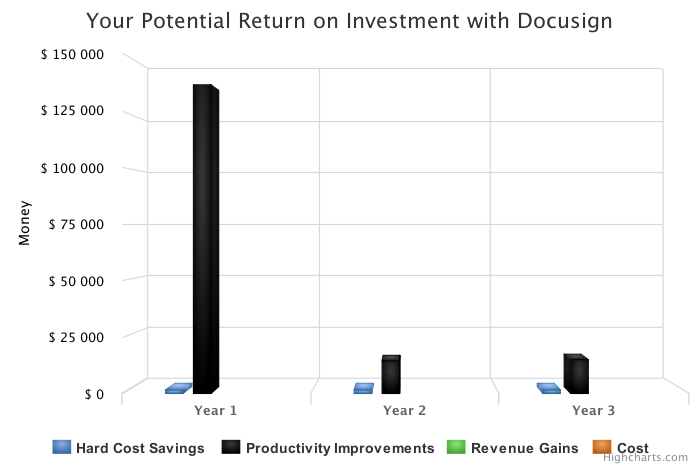 Your Potential Return on Investment with Docusign
$ 150 000
$ 125 000
$ 100 000
$ 75 000
$ 50 000
$ 25 000
$ 0
Money
Year 1
Year 2
Year 3
Hard Cost Savings
Productivity Improvements
Revenue Gains
Cost
Highcharts.com